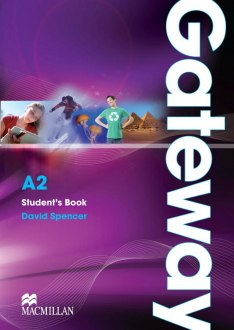 Gateway
A2
Student's Book
David Spencer
MACMILLAN